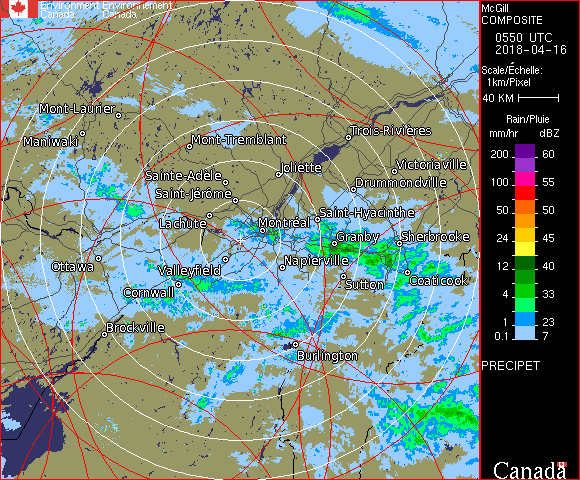 Environment Environnement
Canada Canada
McGill
COMPOSITE
0550 UTC
2018-04-16
Scale/Échelle:
1km/Pixel
40 KM
Rain/Pluie
mm/hr dBZ
200 60
100 55
50 50
24 45
12 40
4 33
1 23
0.1 7
PRECIPET
Canada
Mont-Laurier
Maniwaki
Mont-Tremblant
Trois-Rivières
Sainte-Adèle
Joliette
Victoriaville
Saint-Jérôme
Drummondville
Lachute
Montréal
Saint-Hyacinthe
Granby
Sherbrooke
Ottawa
Valleyfield
Napierville
Cornwall
Sutton
Coaticook
Brockville
Burlington